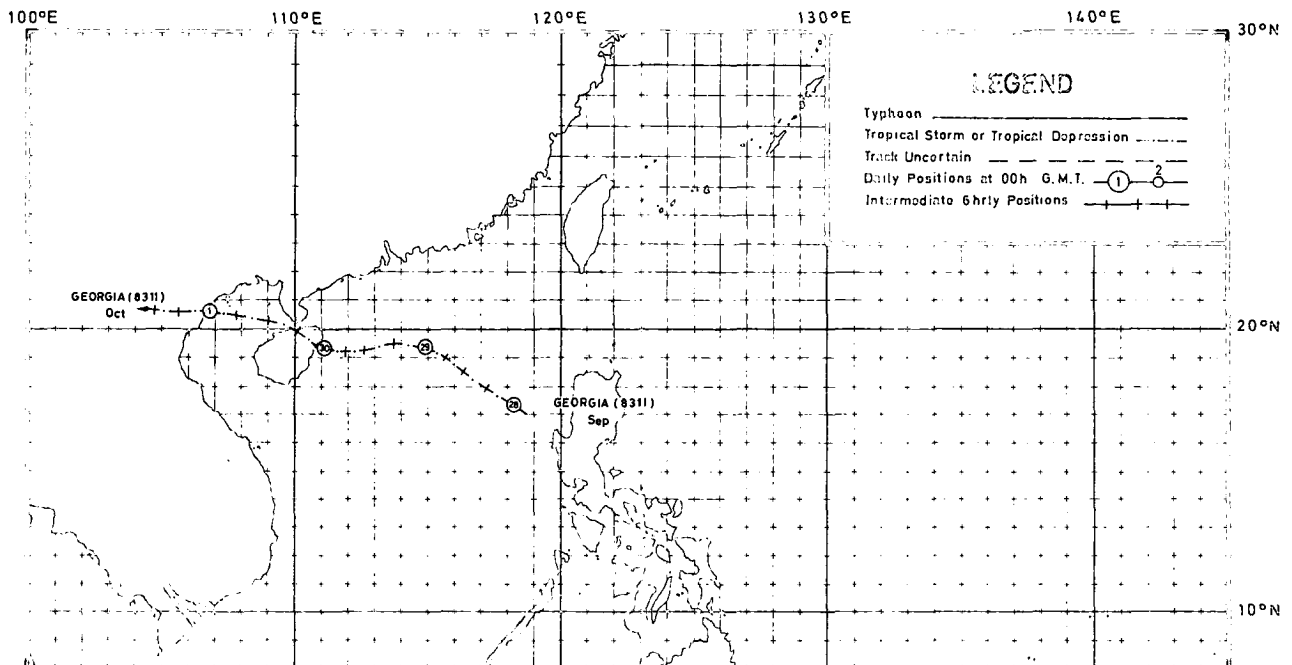 100°E 110°E 120°E 130°E 140°E
30°N
LEGEND
Typhoon
Tropical Storm or Tropical Depression
Track Uncertain
Daily Positions at 00h G.M.T. 1 2
Intermediate 6hrly Positions
GEORGIA (8311)
Oct
1
20°N
30
29
28
GEORGIA (8311)
Sep
10°N